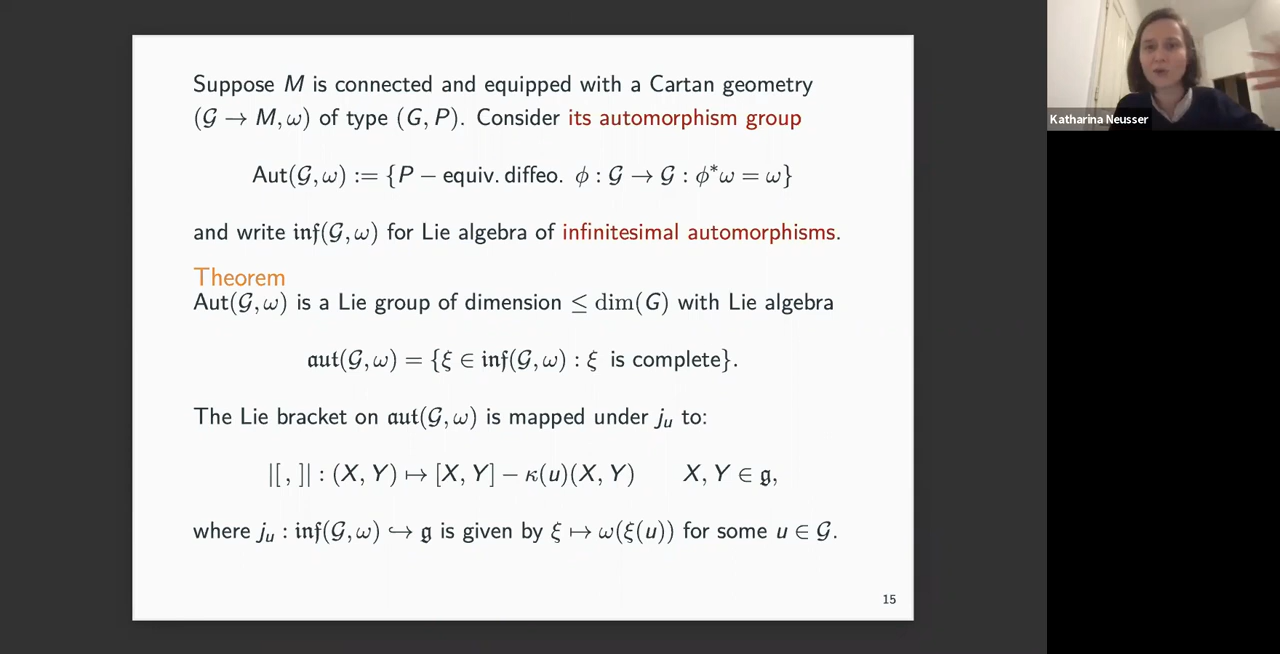 Suppose M is connected and equipped with a Cartan geometry
(𝒢 → M, ω) of type (G, P). Consider its automorphism group
Aut(𝒢, ω) := {P − equiv. diffeo. ϕ : 𝒢 → 𝒢 : ϕ*ω = ω}
and write 𝔦𝔫𝔣(𝒢, ω) for Lie algebra of infinitesimal automorphisms.
Theorem
Aut(𝒢, ω) is a Lie group of dimension ≤ dim(G) with Lie algebra
𝔞𝔲𝔱(𝒢, ω) = {ξ ∈ 𝔦𝔫𝔣(𝒢, ω) : ξ is complete}.
The Lie bracket on 𝔞𝔲𝔱(𝒢, ω) is mapped under j_u to:
|[ , ]| : (X, Y) ↦ [X, Y] − κ(u)(X, Y) X, Y ∈ 𝔤,
where j_u : 𝔦𝔫𝔣(𝒢, ω) ↪ 𝔤 is given by ξ ↦ ω(ξ(u)) for some u ∈ 𝒢.
15
Katharina Neusser